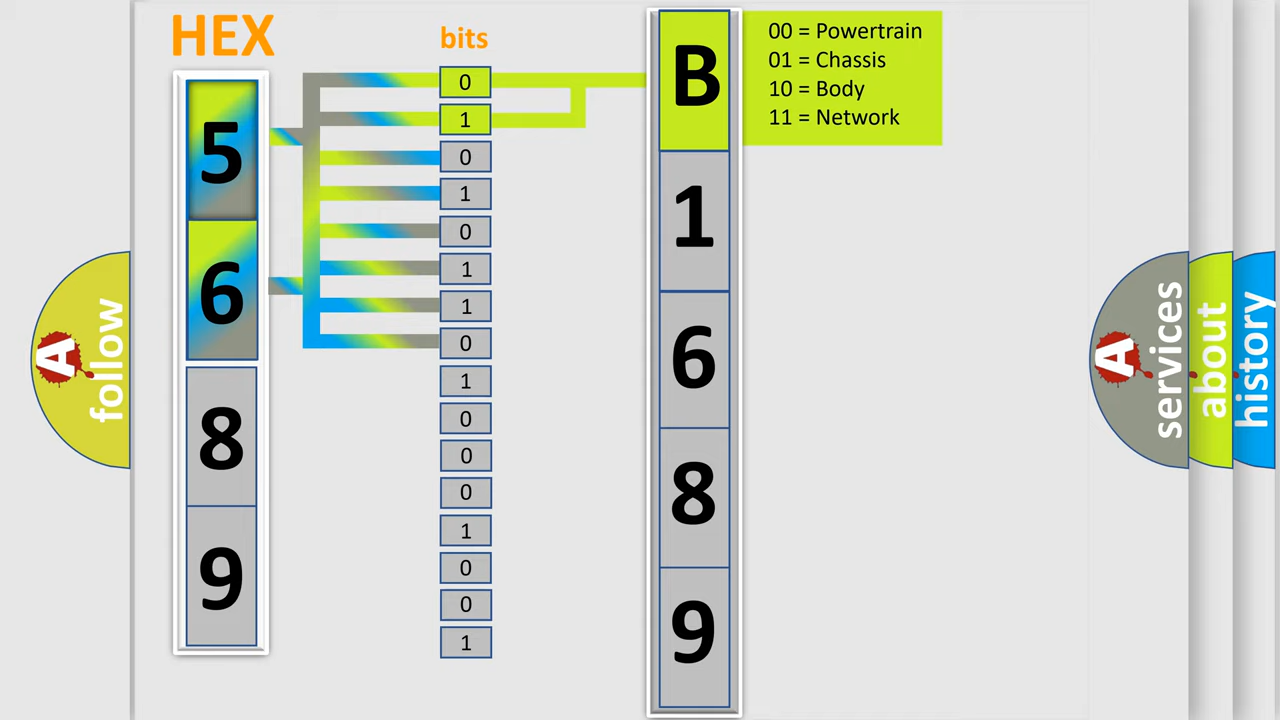 HEX
bits
5
6
8
9
0
1
0
1
0
1
1
0
1
0
0
0
1
0
0
1
B
1
6
8
9
00 = Powertrain
01 = Chassis
10 = Body
11 = Network
A
follow
A
services
about
history